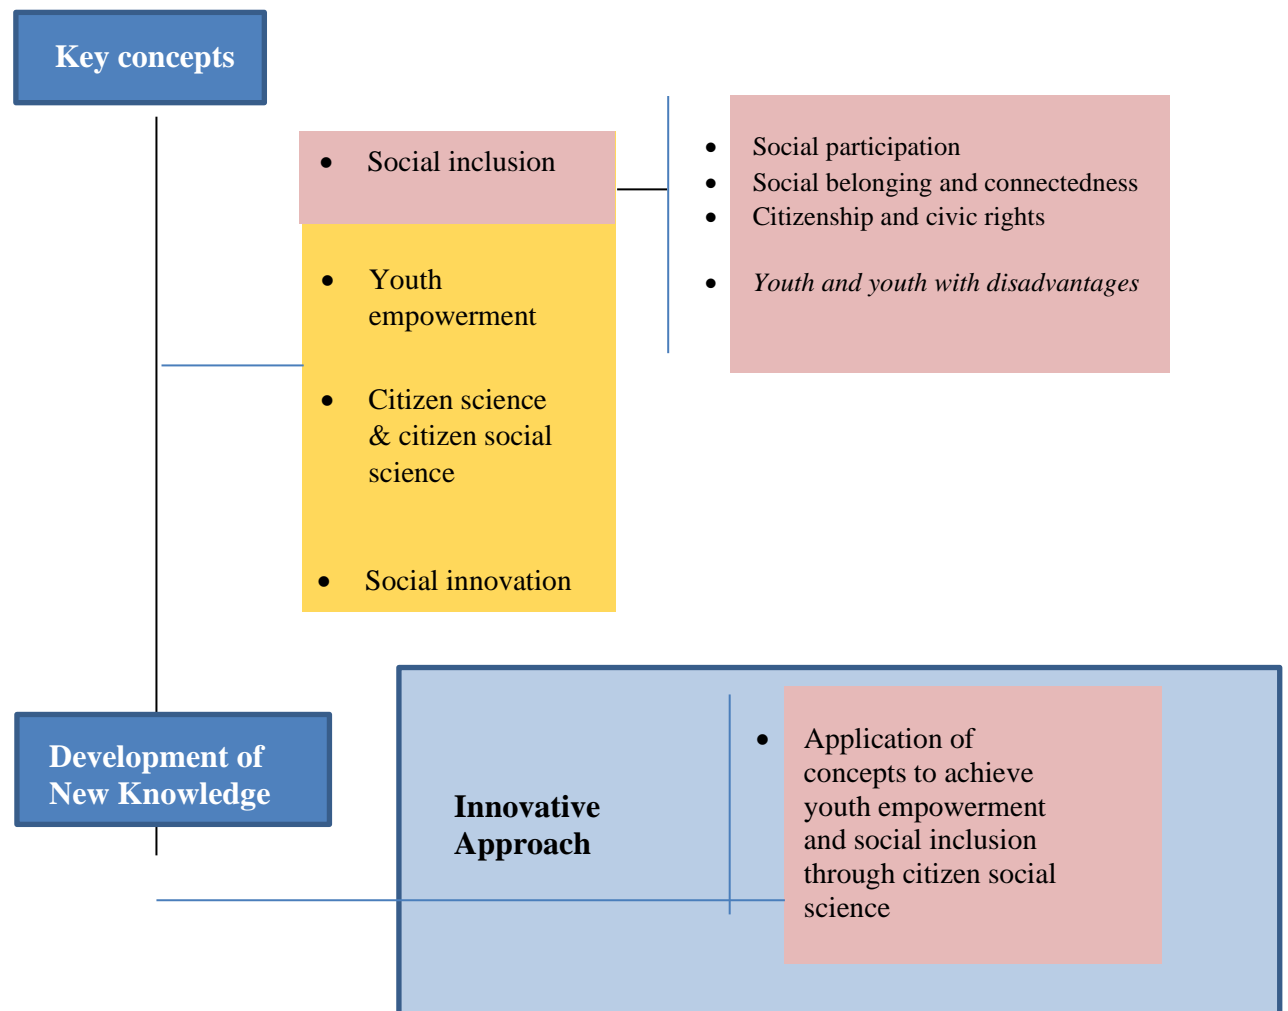 Key concepts
• Social inclusion
• Youth
empowerment
• Citizen science
& citizen social
science
• Social innovation
• Social participation
• Social belonging and connectedness
• Citizenship and civic rights
• Youth and youth with disadvantages
Development of
New Knowledge
Innovative
Approach
• Application of
concepts to achieve
youth empowerment
and social inclusion
through citizen social
science